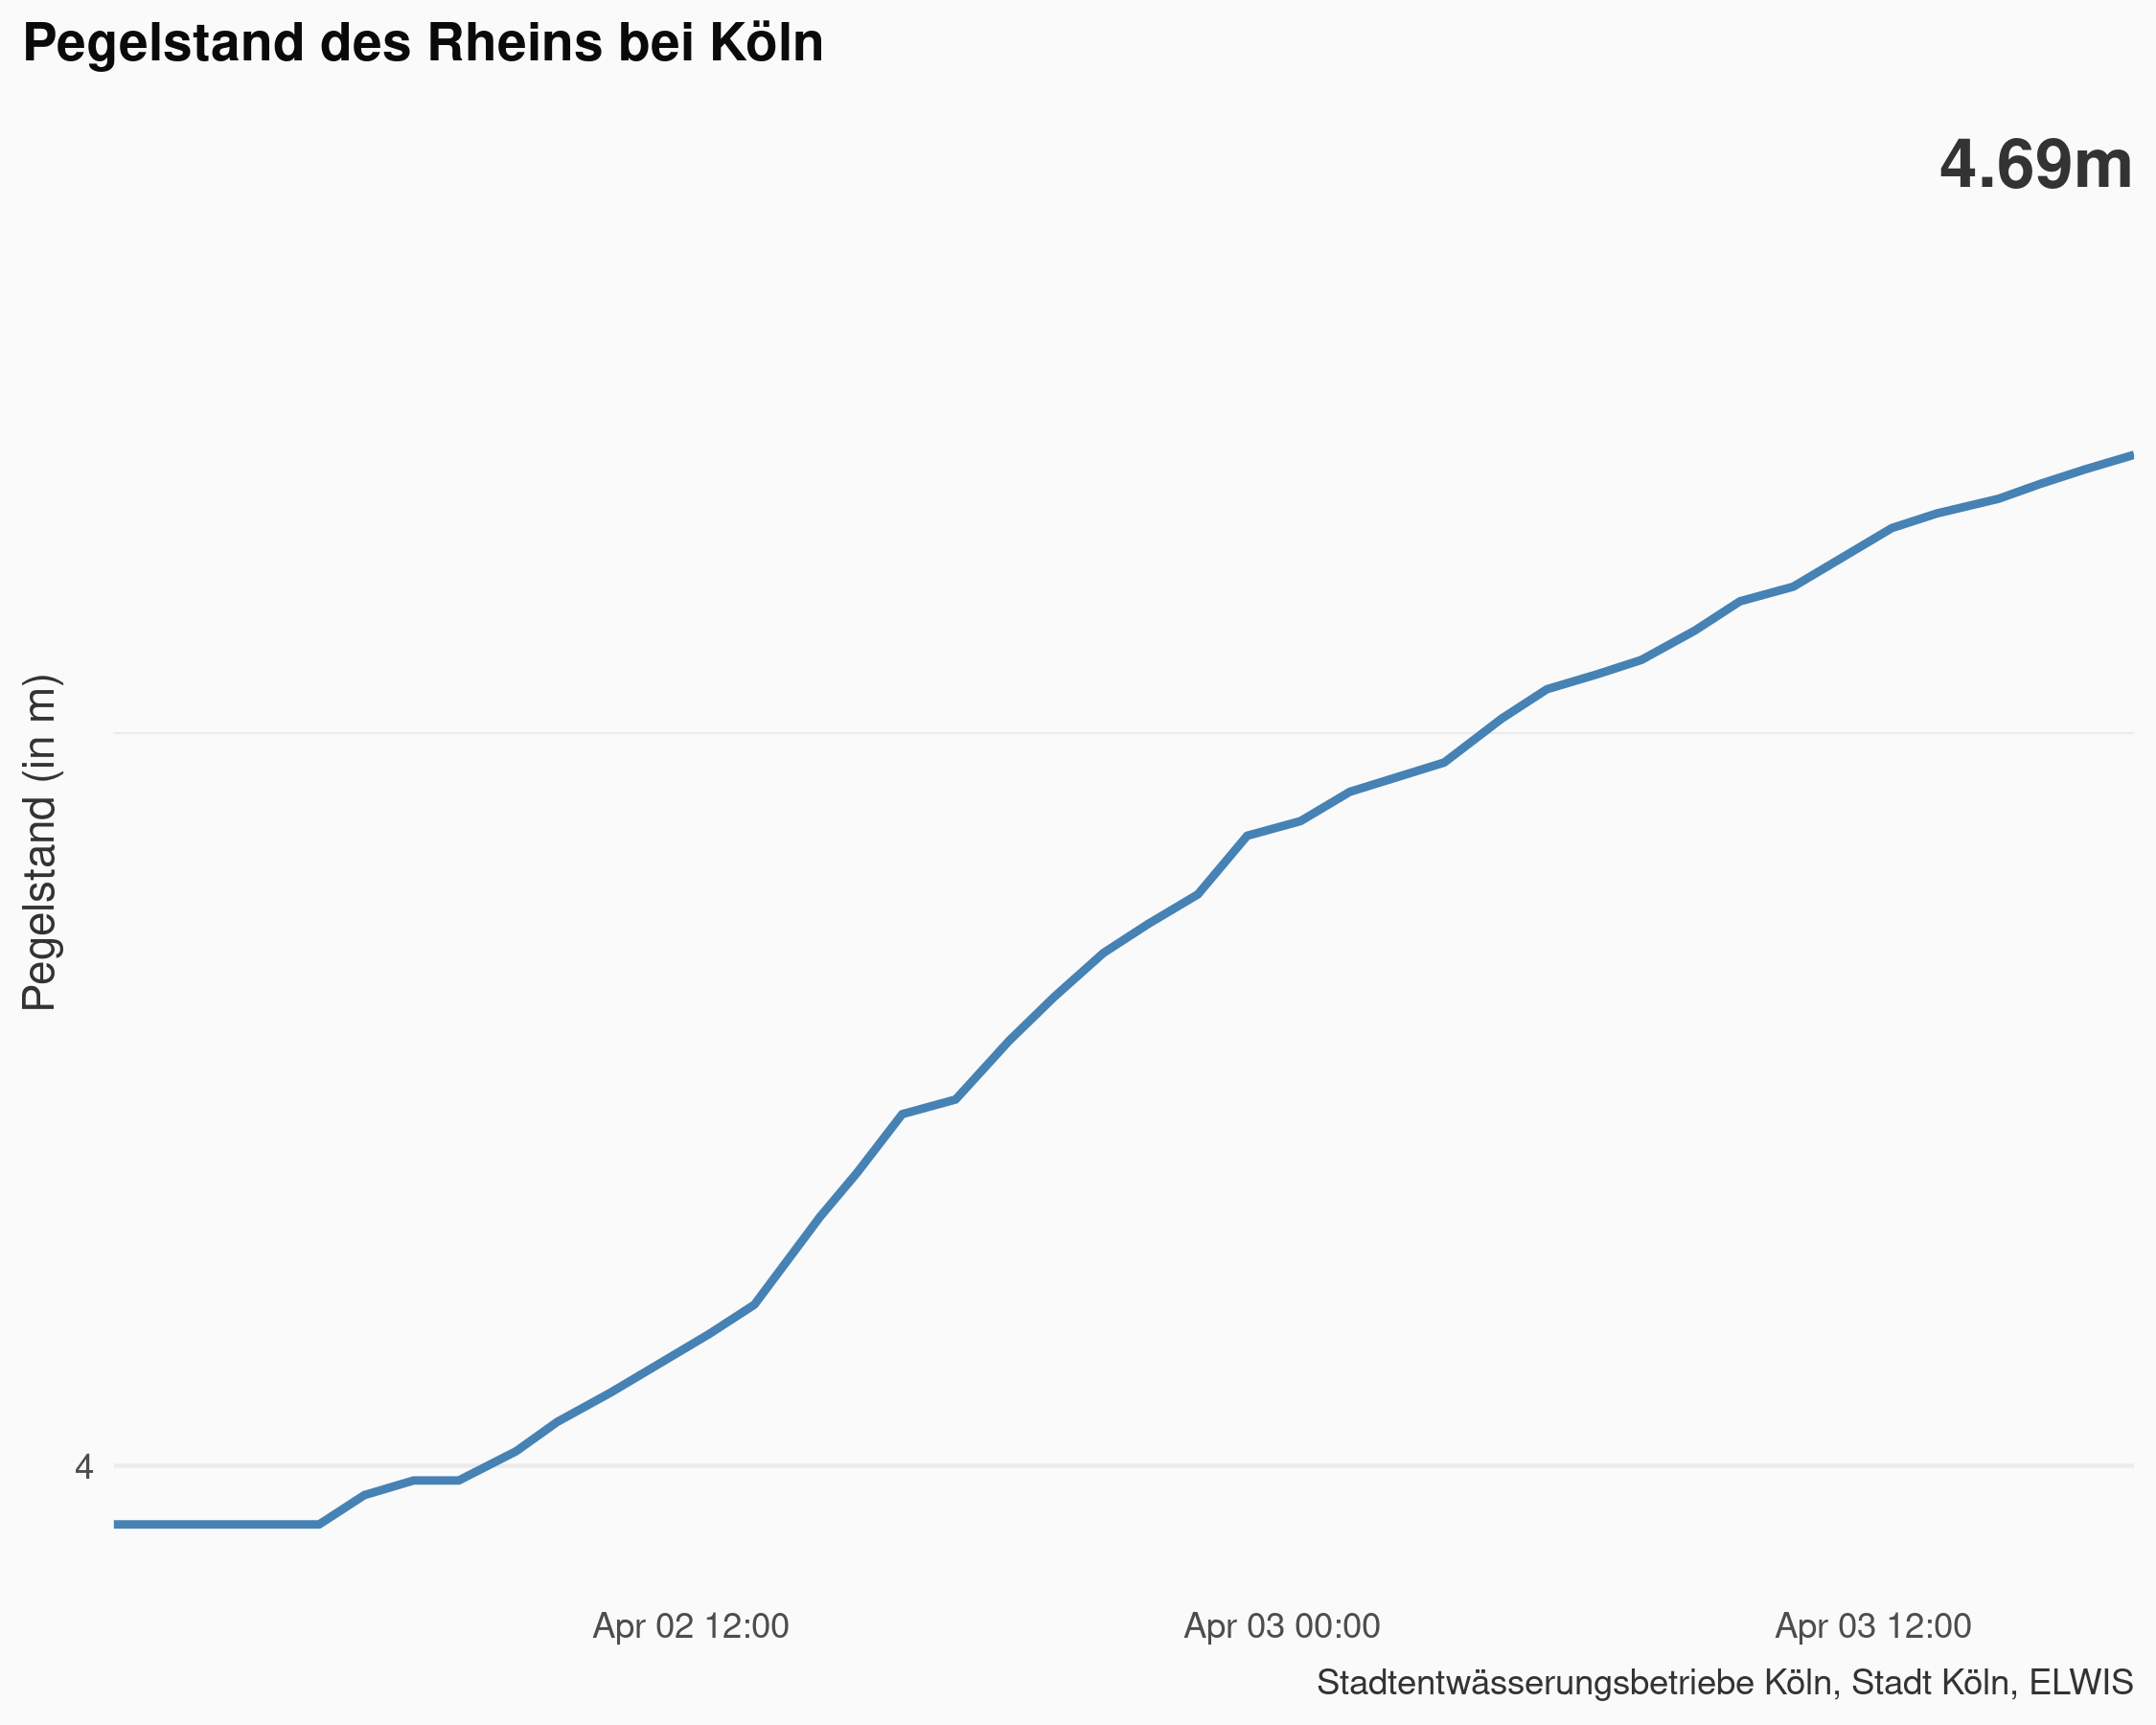 Pegelstand des Rheins bei Köln
4.69m
Pegelstand (in m)
4
Apr 02 12:00
Apr 03 00:00
Apr 03 12:00
Stadtentwässerungsbetriebe Köln, Stadt Köln, ELWIS